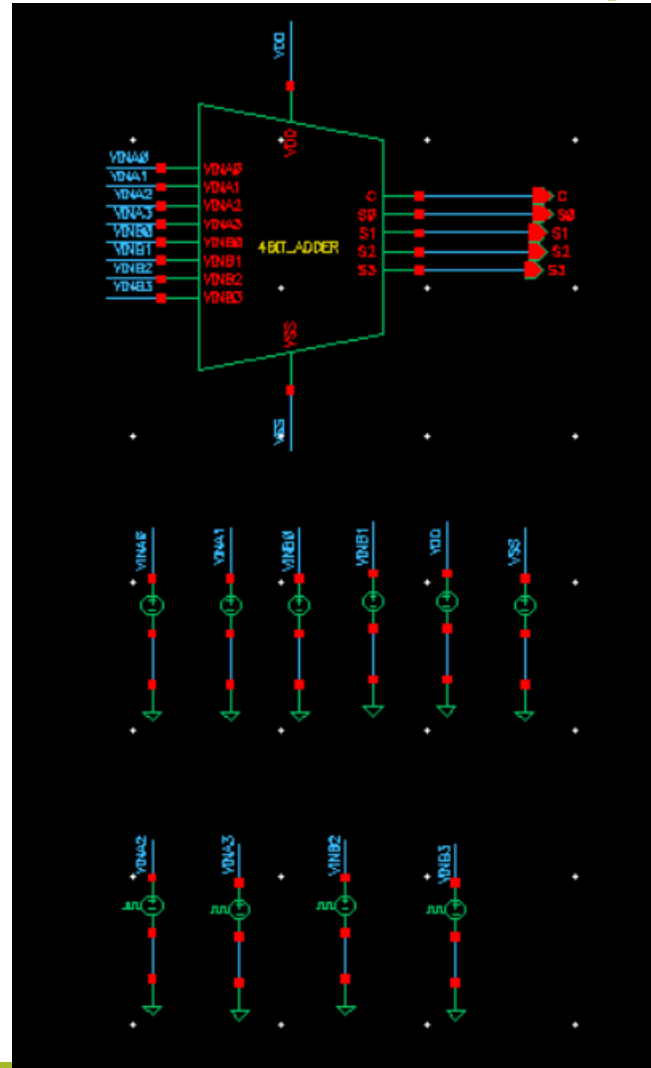 VDD
VDD
VINA0
VINA1
VINA2
VINA3
VINB0
VINB1
VINB2
VINB3
VINA0
VINA1
VINA2
VINA3
VINB0
VINB1
VINB2
VINB3
4BIT_ADDER
C
S0
S1
S2
S3
C
S0
S1
S2
S3
VSS
VSS
VINA0 VINA1 VINB0 VINB1 VDD VSS
VINA2 VINA3 VINB2 VINB3